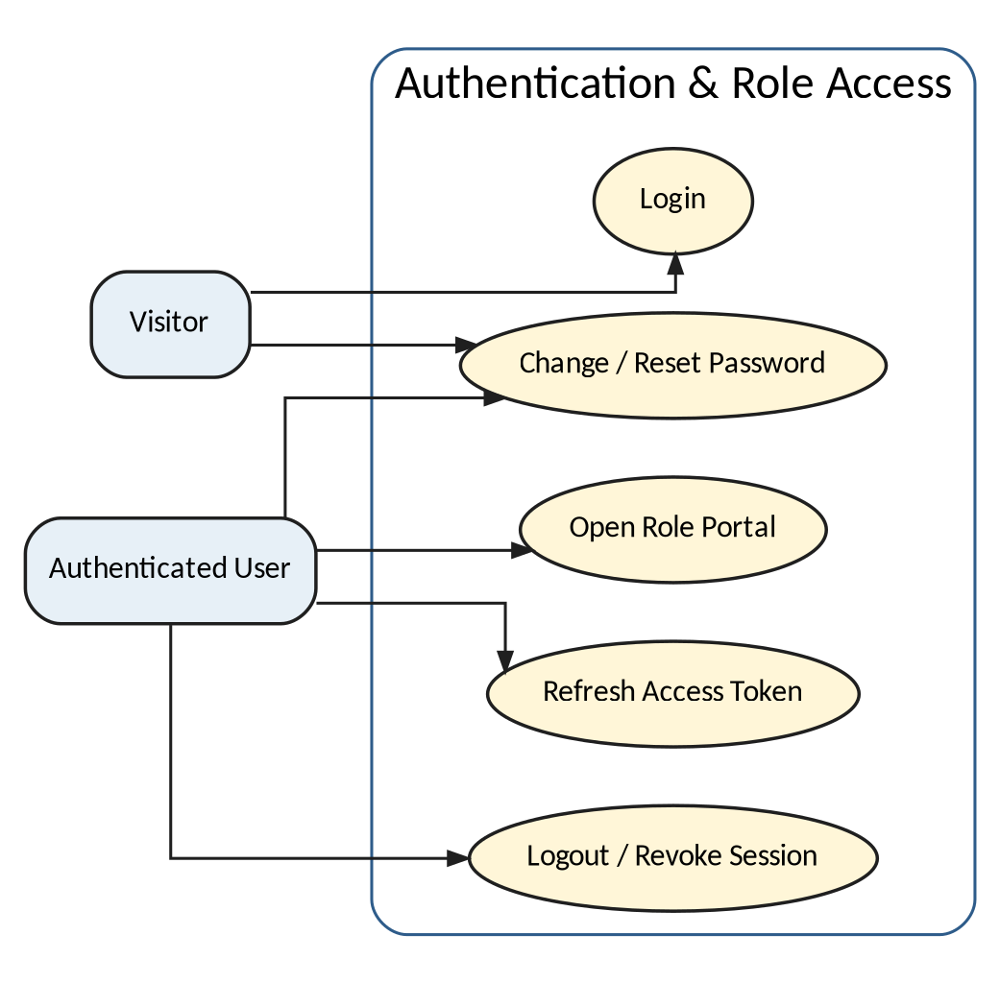 Authentication & Role Access
Login
Visitor
Change / Reset Password
Open Role Portal
Authenticated User
Refresh Access Token
Logout / Revoke Session